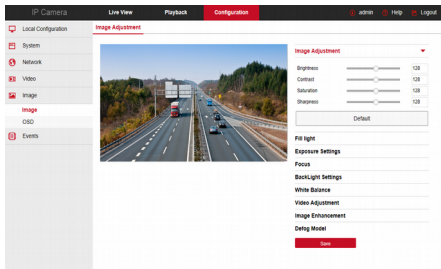 IP Camera
Live View
Playback
Configuration
admin
Help
Logout
Local Configuration
System
Network
Video
Image
Image
OSD
Events
Image Adjustment
Image Adjustment
Brightness
128
Contrast
128
Saturation
128
Sharpness
128
Default
Fill light
Exposure Settings
Focus
BackLight Settings
White Balance
Video Adjustment
Image Enhancement
Defog Model
Save